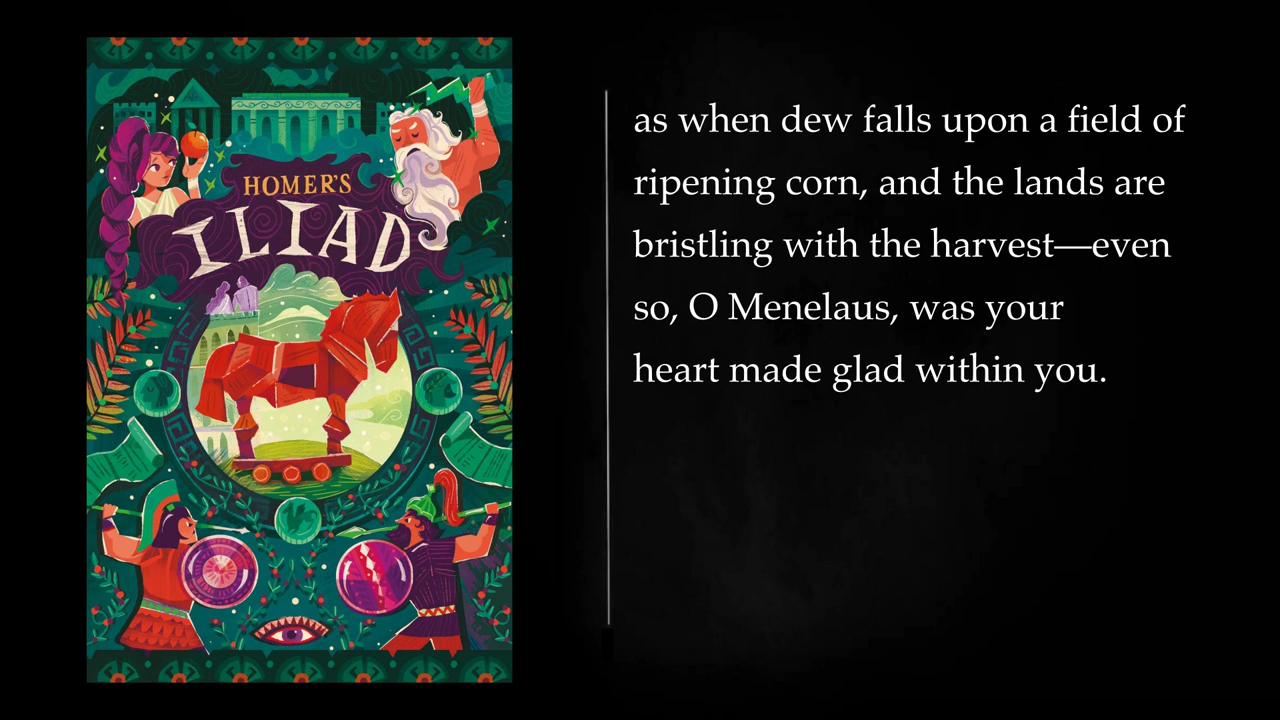 HOMER'S
ILIAD
as when dew falls upon a field of
ripening corn, and the lands are
bristling with the harvest—even
so, O Menelaus, was your
heart made glad within you.